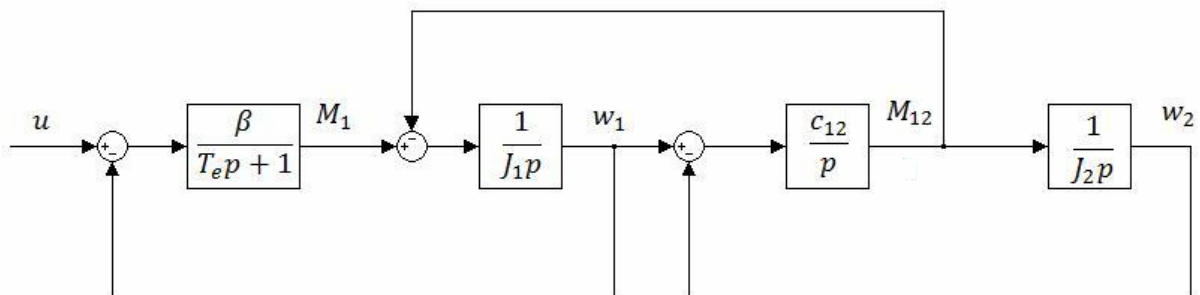 u
+
−
β
T_e p + 1
M_1
+
−
1
J_1 p
w_1
+
−
c_12
p
M_12
1
J_2 p
w_2